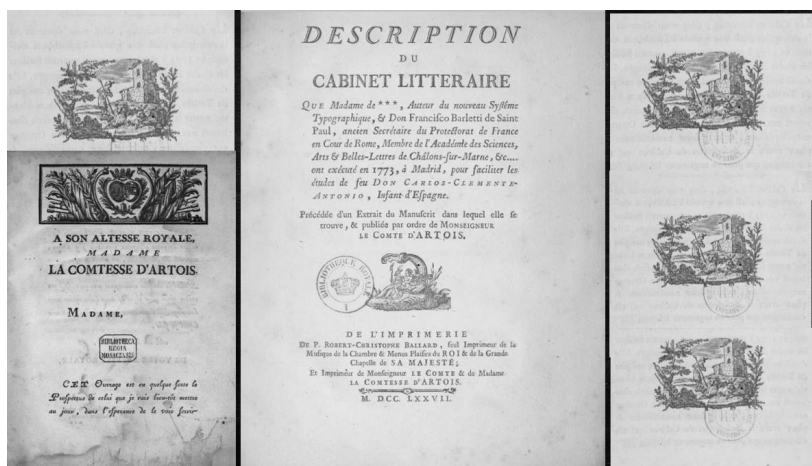 A SON ALTESSE ROYALE,
MADAME
LA COMTESSE D'ARTOIS.
MADAME,
BIBLIOTHECA
REGIA
MONACENSIS
CET Ouvrage est en quelque sorte le
Prospectus de celui que je vais bien-tôt mettre
au jour, dans l'espérance de le voir servir
DESCRIPTION
DU
CABINET LITTERAIRE
QUE Madame de ***, Auteur du nouveau Systéme
Typographique, & Don Francisco Barletti de Saint
Paul, ancien Secrétaire du Protectorat de France
en Cour de Rome, Membre de l'Académie des Sciences,
Arts & Belles-Lettres de Châlons-sur-Marne, &c....
ont exécuté en 1773, à Madrid, pour faciliter les
études de feu DON CARLOS-CLEMENTE-
ANTONIO, Infant d'Espagne.
Précédée d'un Extrait du Manuscrit dans lequel elle se
trouve, & publiée par ordre de MONSEIGNEUR
LE COMTE D'ARTOIS.
BIBLIOTHEQUE ROYALE
DE L'IMPRIMERIE
DE P. ROBERT-CHRISTOPHE BALLARD, seul Imprimeur de la
Musique de la Chambre & Menus Plaisirs du ROI & de la Grande
Chapelle de SA MAJESTÉ;
Et Imprimeur de Monseigneur LE COMTE & de Madame
LA COMTESSE D'ARTOIS.
M. DCC. LXXVII.